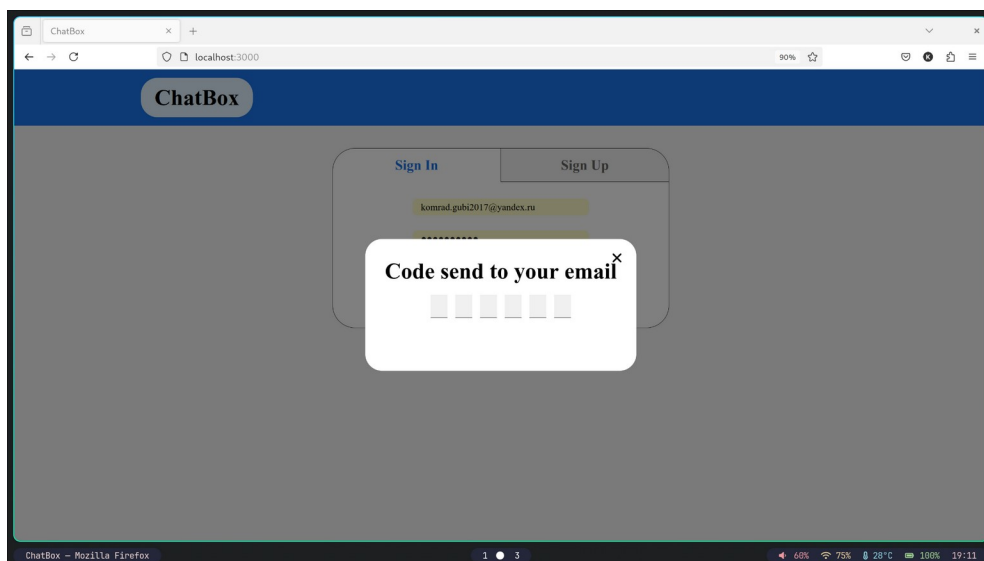 ChatBox
localhost:3000
90%
ChatBox
Sign In
Sign Up
komrad.gubi2017@yandex.ru
Code send to your email
ChatBox — Mozilla Firefox
1 3
60% 75% 28°C 100% 19:11